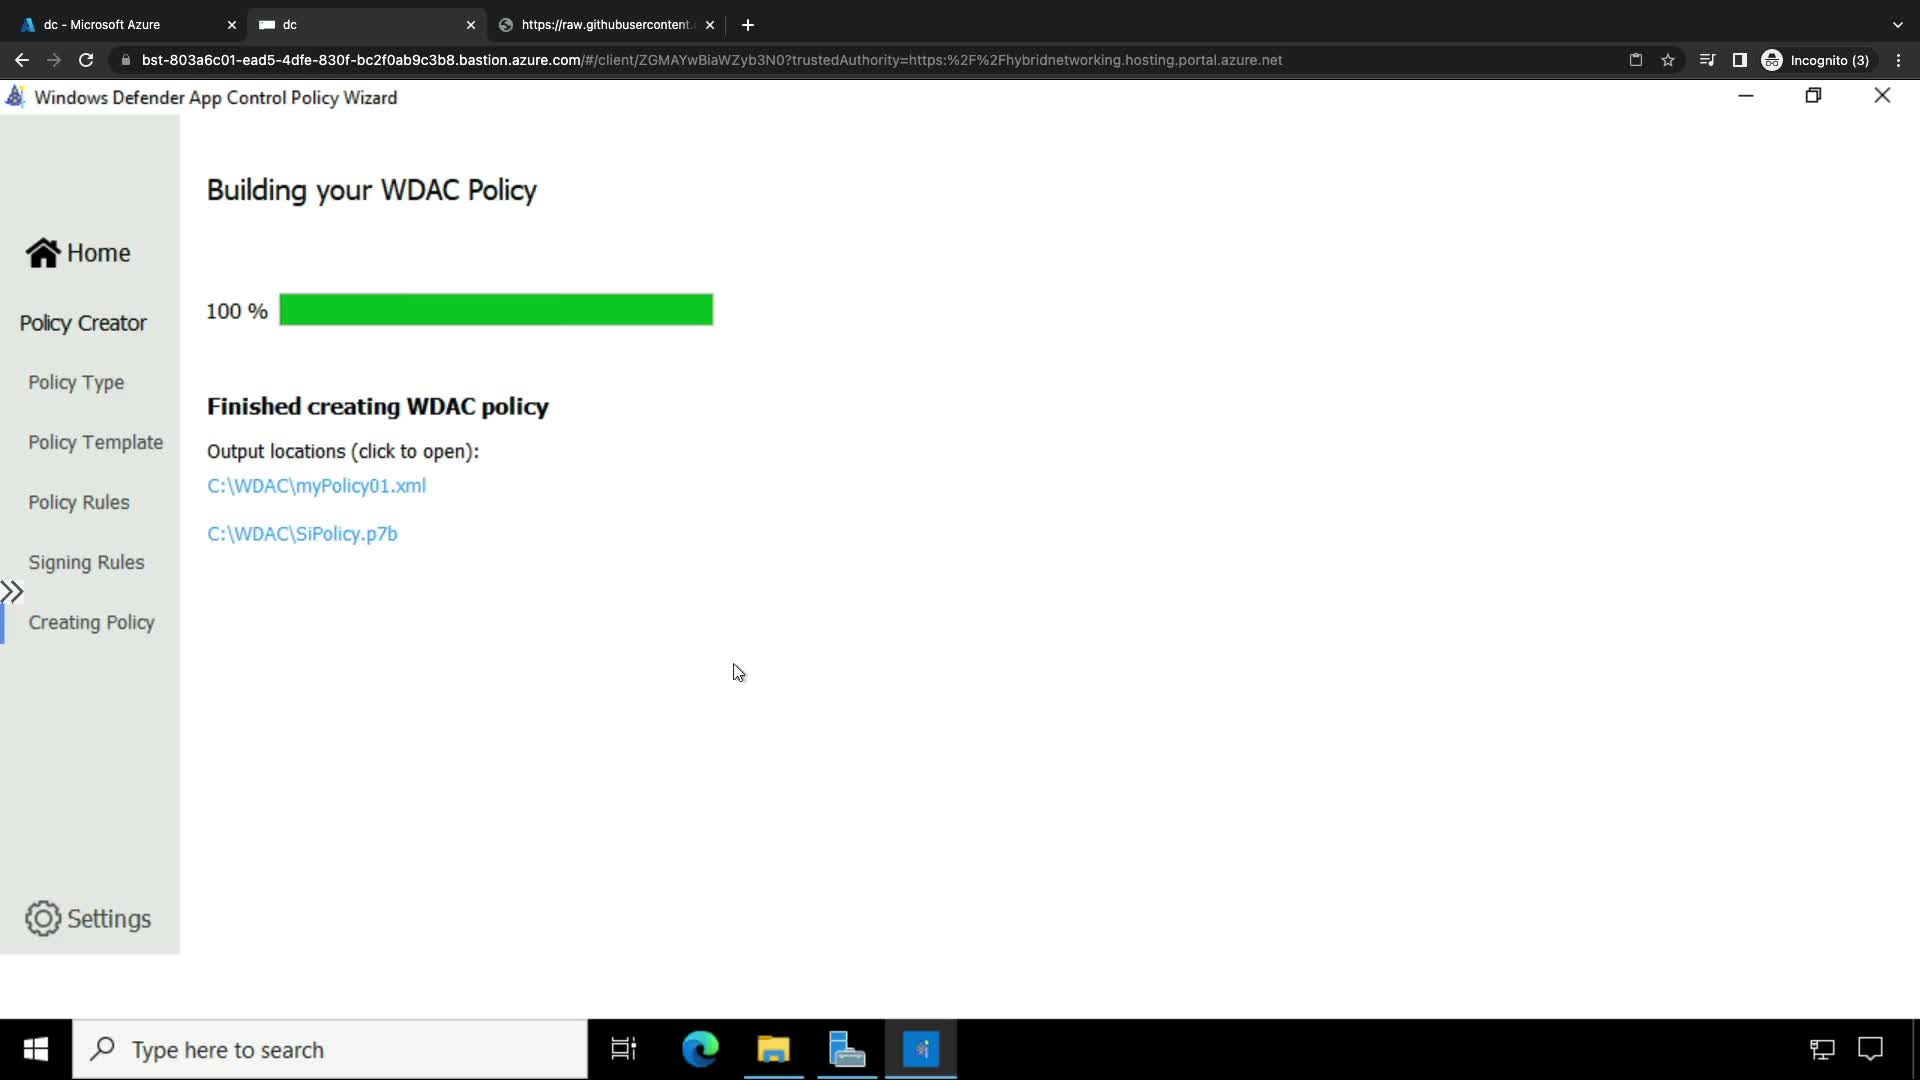 dc - Microsoft Azure
dc
https://raw.githubusercontent.
bst-803a6c01-ead5-4dfe-830f-bc2f0ab9c3b8.bastion.azure.com/#/client/ZGMAYwBiaWZyb3N0?trustedAuthority=https:%2F%2Fhybridnetworking.hosting.portal.azure.net
Incognito (3)
Windows Defender App Control Policy Wizard
Building your WDAC Policy
Home
100 %
Policy Creator
Policy Type
Finished creating WDAC policy
Policy Template
Output locations (click to open):
C:\WDAC\myPolicy01.xml
Policy Rules
C:\WDAC\SiPolicy.p7b
Signing Rules
Creating Policy
Settings
Type here to search